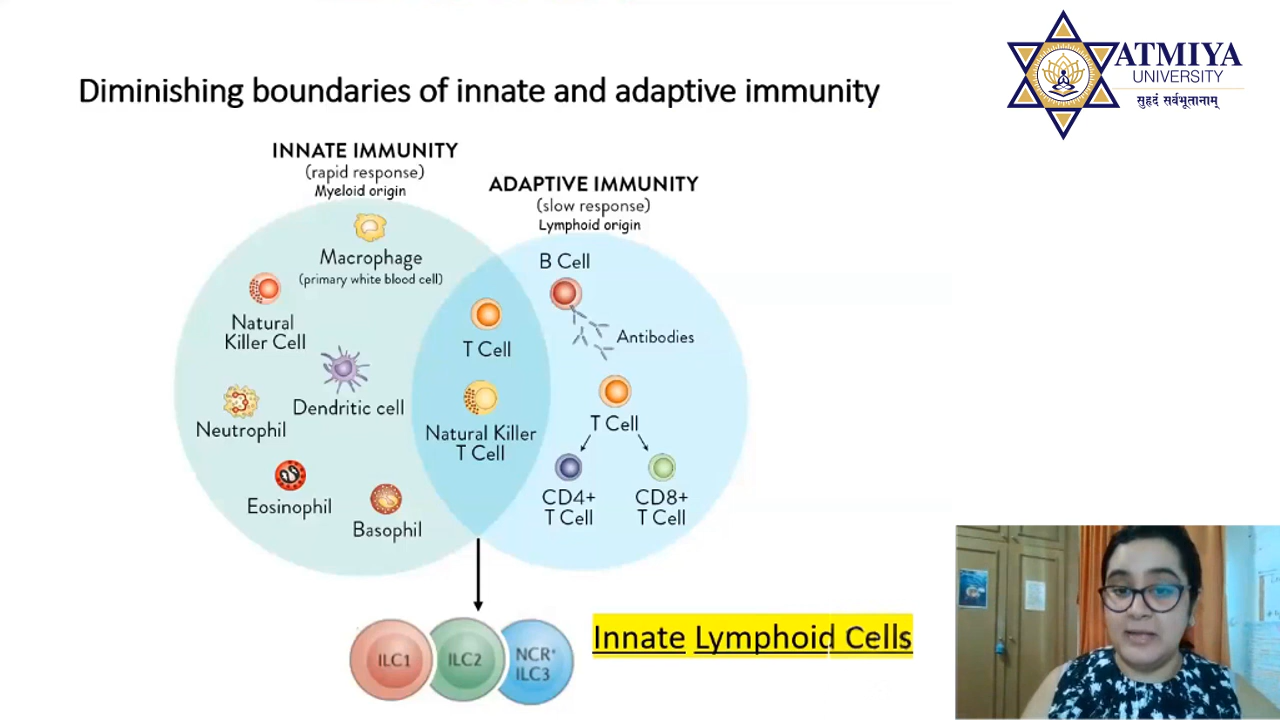 ATMIYA
UNIVERSITY
सुहृदं सर्वभूतानाम्
Diminishing boundaries of innate and adaptive immunity
INNATE IMMUNITY
(rapid response)
Myeloid origin
ADAPTIVE IMMUNITY
(slow response)
Lymphoid origin
Macrophage
(primary white blood cell)
Natural
Killer Cell
Dendritic cell
Neutrophil
Eosinophil
Basophil
T Cell
Natural Killer
T Cell
B Cell
Antibodies
T Cell
CD4+
T Cell
CD8+
T Cell
ILC1
ILC2
NCR⁺
ILC3
Innate Lymphoid Cells